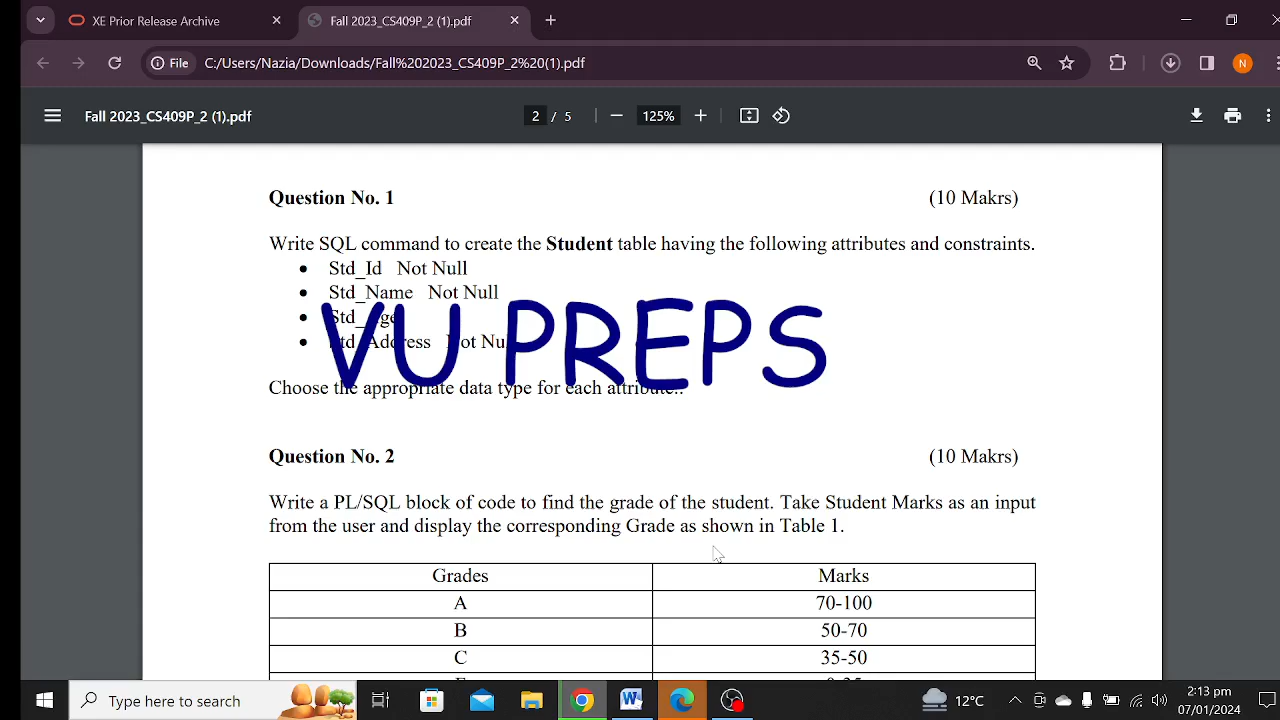 XE Prior Release Archive
Fall 2023_CS409P_2 (1).pdf
File
C:/Users/Nazia/Downloads/Fall%202023_CS409P_2%20(1).pdf
N
Fall 2023_CS409P_2 (1).pdf
2 / 5
125%
Question No. 1 (10 Makrs)
Write SQL command to create the Student table having the following attributes and constraints.
• Std_Id Not Null
• Std_Name Not Null
• Std_Age
• Std_Address Not Null
VU PREPS
Choose the appropriate data type for each attribute..
Question No. 2 (10 Makrs)
Write a PL/SQL block of code to find the grade of the student. Take Student Marks as an input
from the user and display the corresponding Grade as shown in Table 1.
Grades Marks
A 70-100
B 50-70
C 35-50
Type here to search
12°C
2:13 pm
07/01/2024